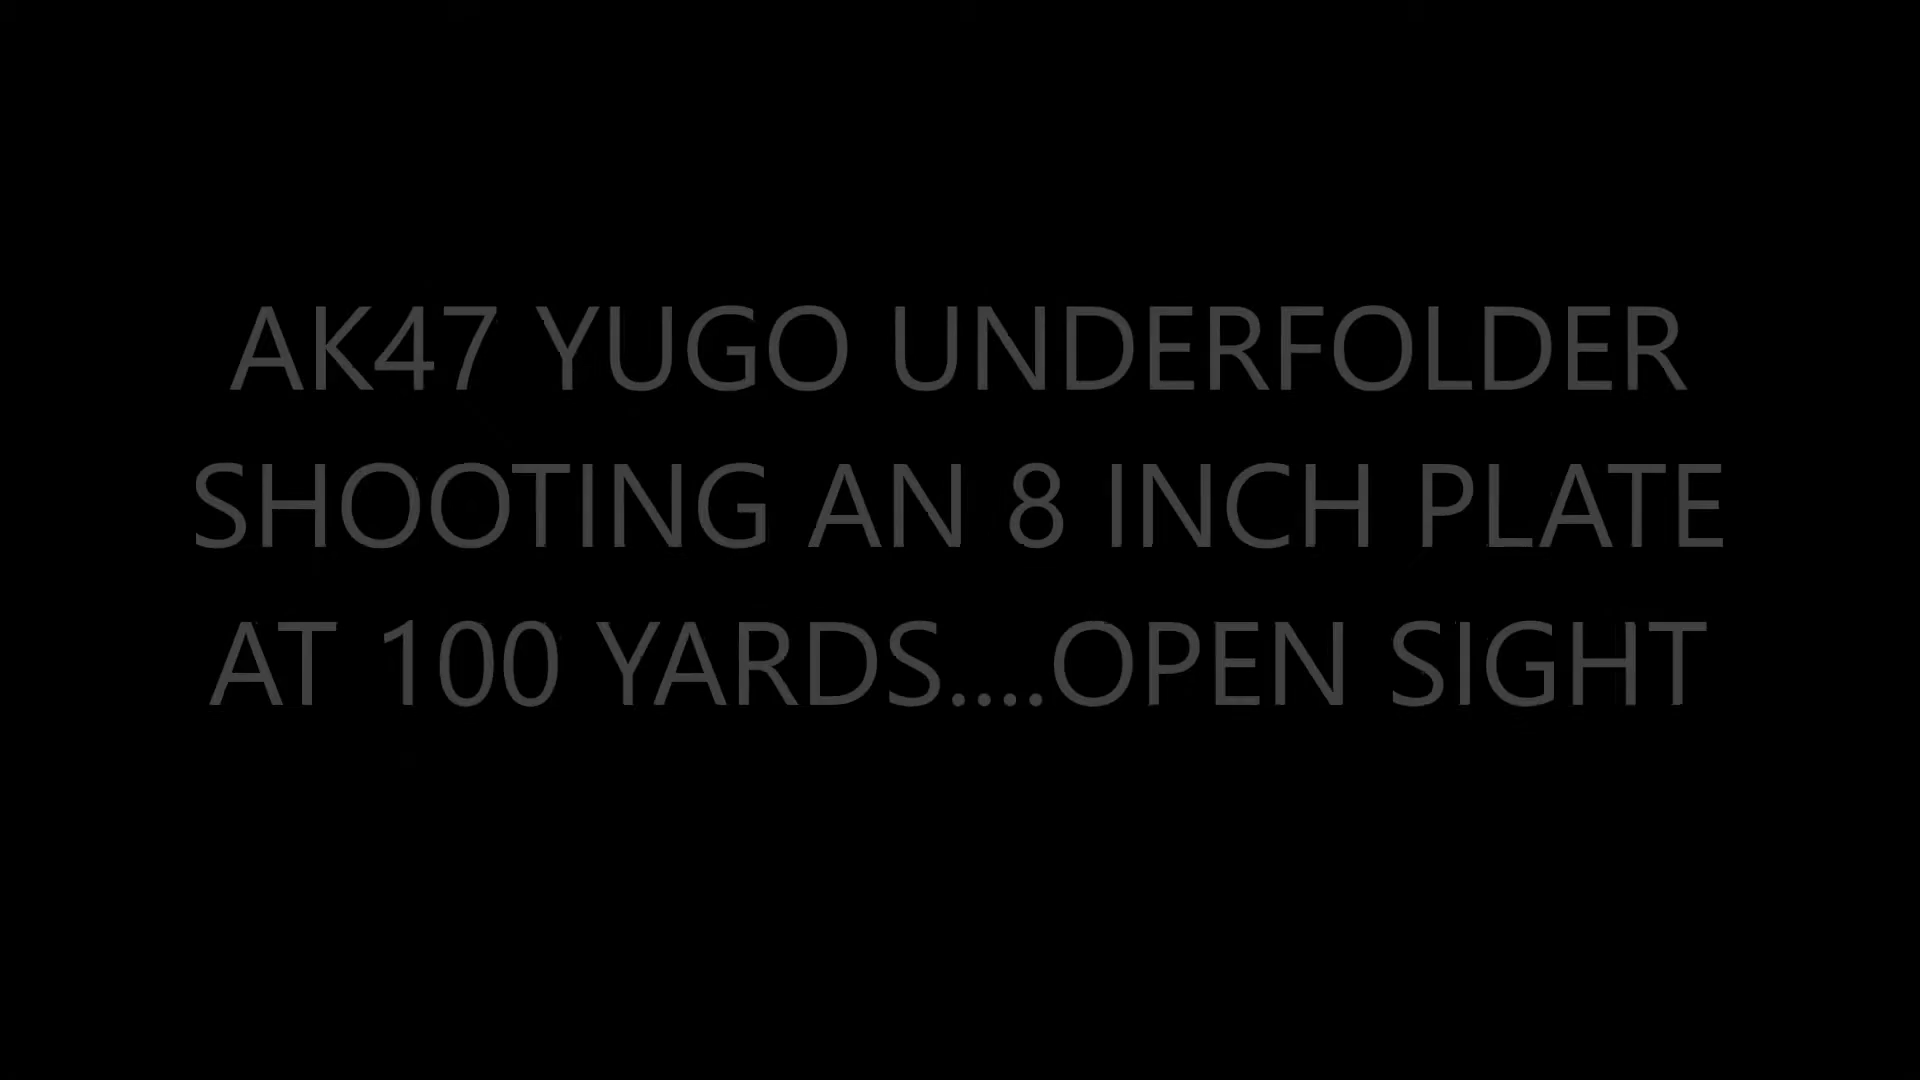 AK47 YUGO UNDERFOLDER
SHOOTING AN 8 INCH PLATE
AT 100 YARDS....OPEN SIGHT